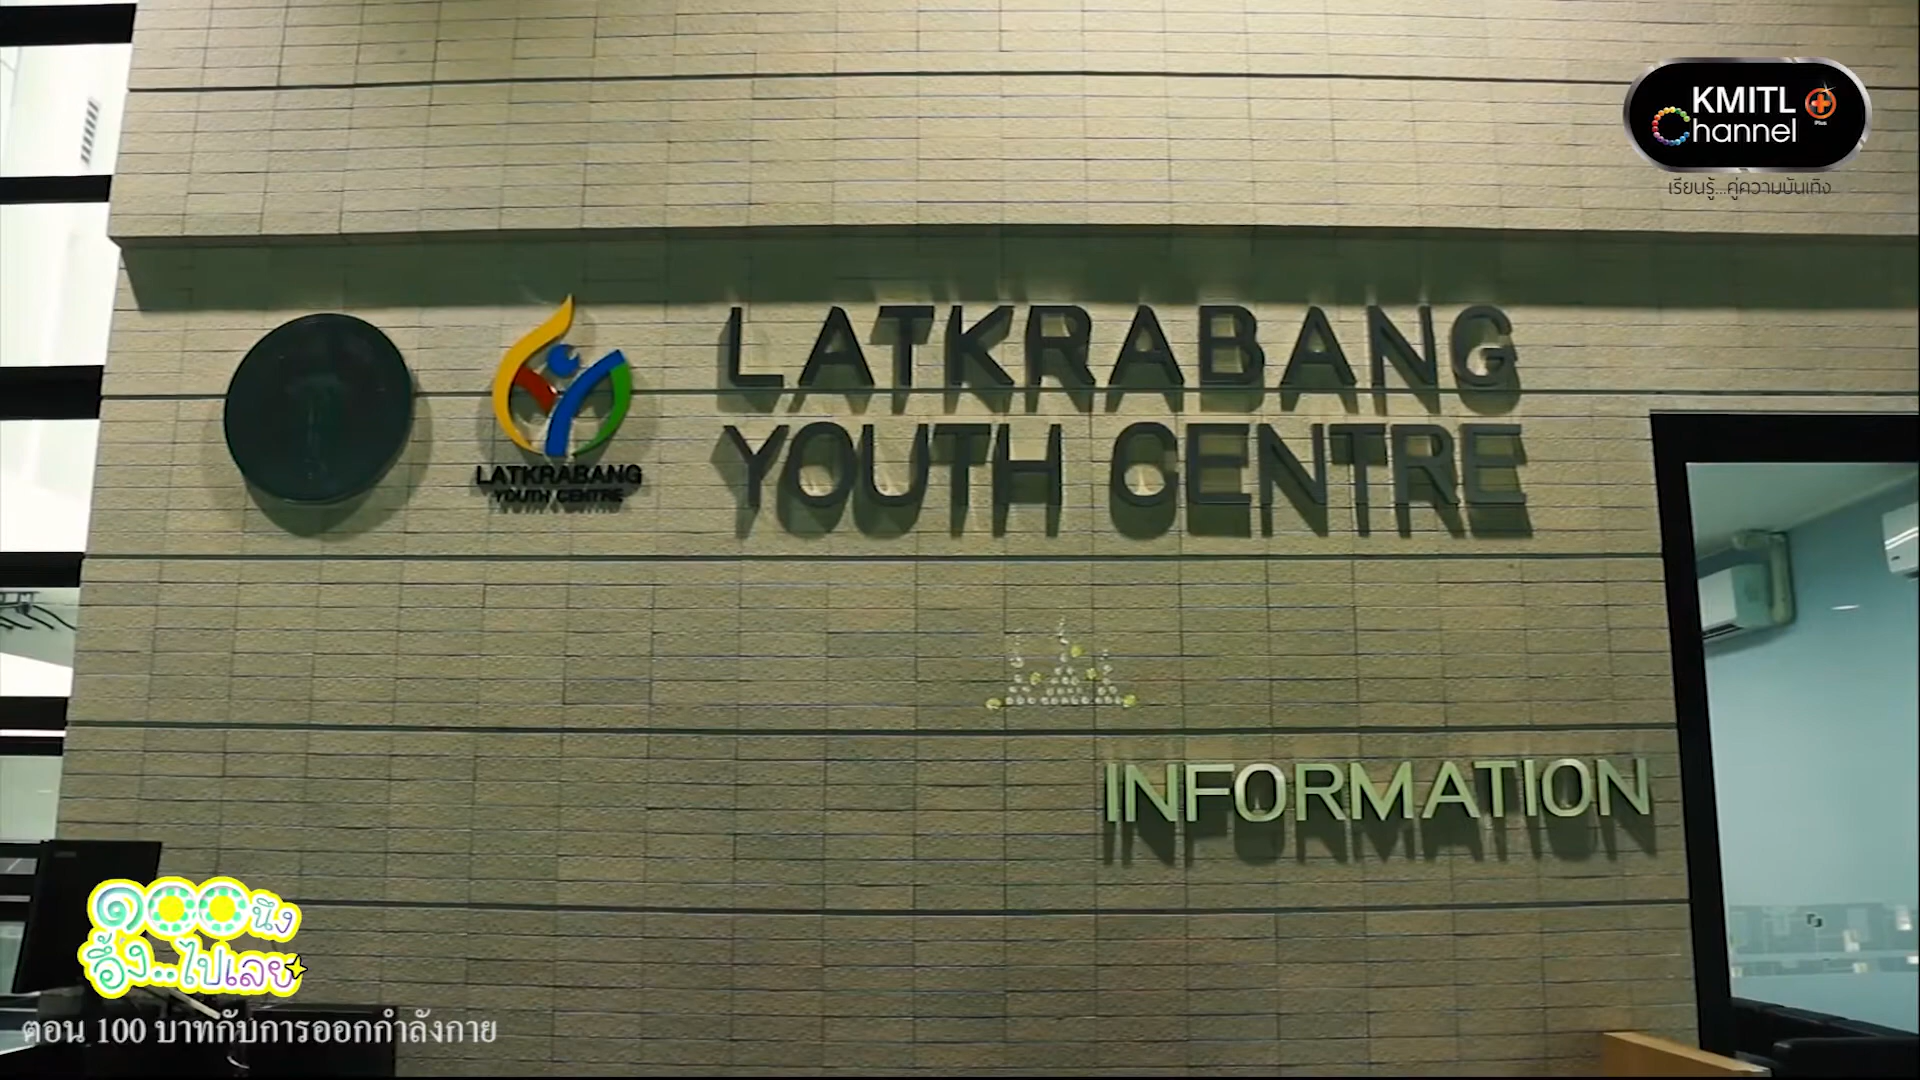 KMITL
Channel
Plus
เรียนรู้...คู่ความบันเทิง
LATKRABANG
YOUTH CENTRE
LATKRABANG
YOUTH CENTRE
INFORMATION
๑๐๐นึง
อึ้ง...ไปเลย
ตอน 100 บาทกับการออกกำลังกาย